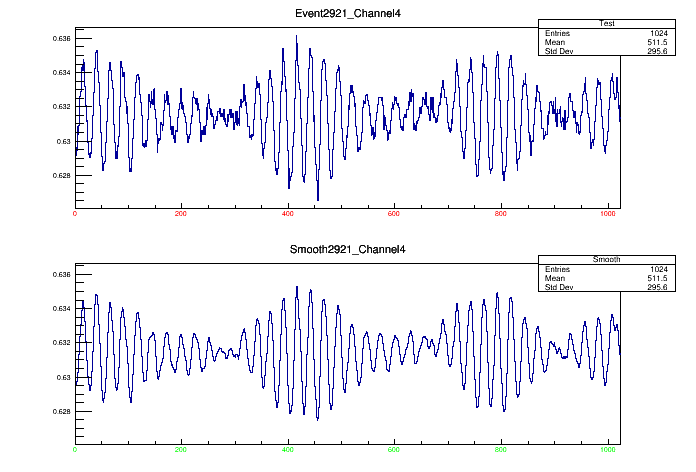 Event2921_Channel4
Test
Entries 1024
Mean 511.5
Std Dev 295.6
0.636
0.634
0.632
0.63
0.628
0 200 400 600 800 1000
Smooth2921_Channel4
Smooth
Entries 1024
Mean 511.5
Std Dev 295.6
0.636
0.634
0.632
0.63
0.628
0 200 400 600 800 1000